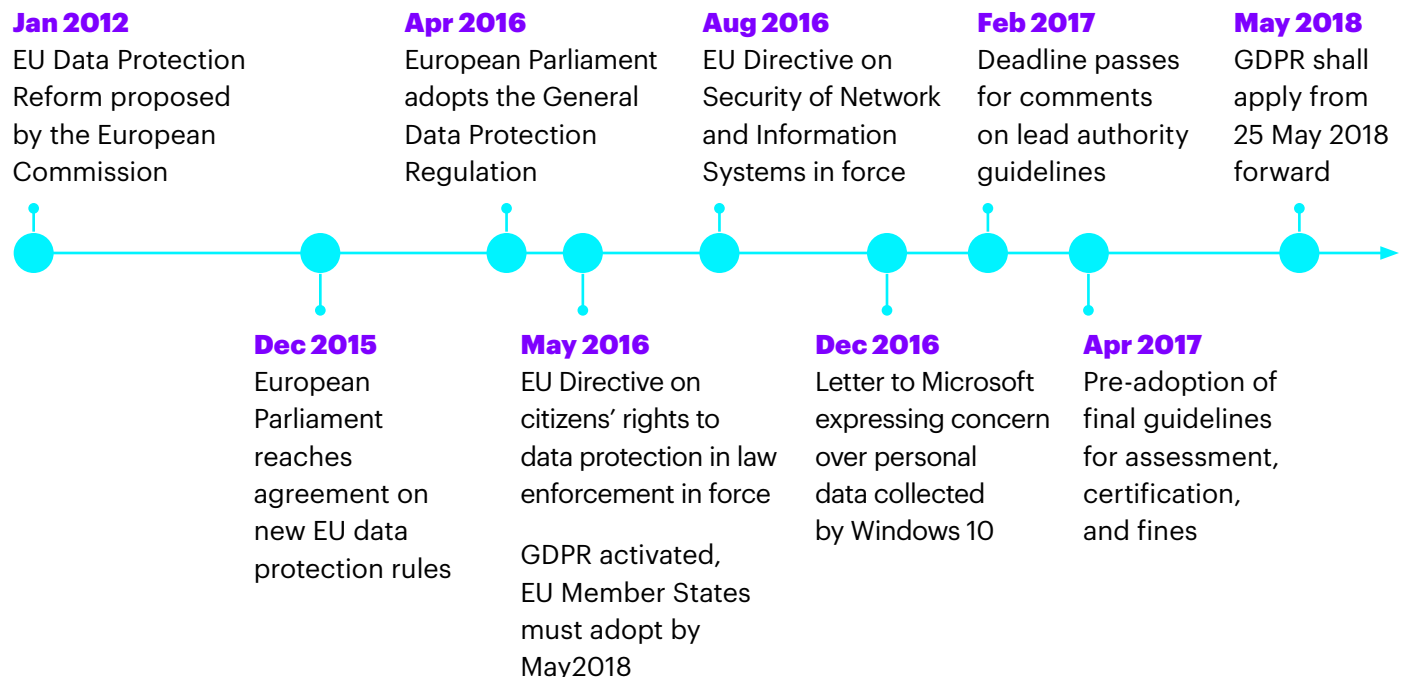 Jan 2012
EU Data Protection
Reform proposed
by the European
Commission
Apr 2016
European Parliament
adopts the General
Data Protection
Regulation
Aug 2016
EU Directive on
Security of Network
and Information
Systems in force
Feb 2017
Deadline passes
for comments
on lead authority
guidelines
May 2018
GDPR shall
apply from
25 May 2018
forward
Dec 2015
European
Parliament
reaches
agreement on
new EU data
protection rules
May 2016
EU Directive on
citizens’ rights to
data protection in law
enforcement in force
GDPR activated,
EU Member States
must adopt by
May2018
Dec 2016
Letter to Microsoft
expressing concern
over personal
data collected
by Windows 10
Apr 2017
Pre-adoption of
final guidelines
for assessment,
certification,
and fines